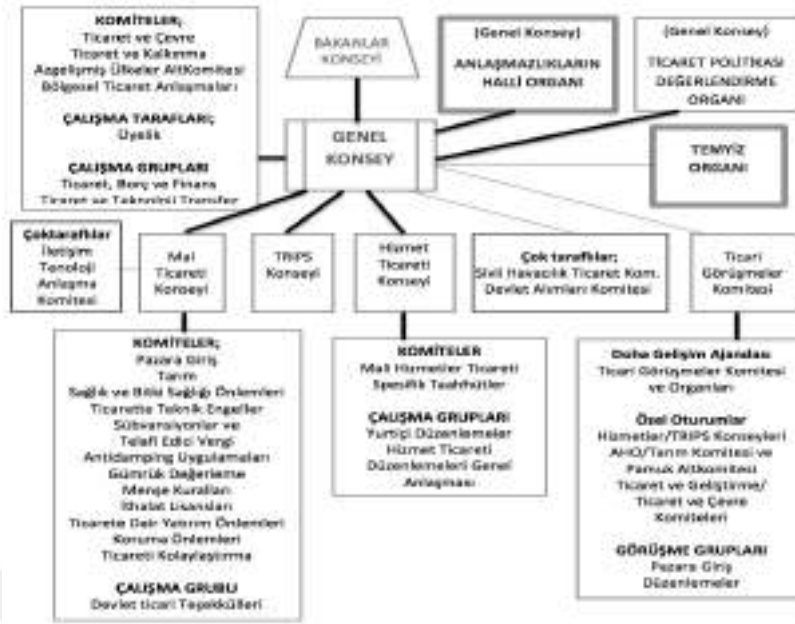 KOMİTELER;
Ticaret ve Çevre
Ticaret ve Kalkınma
Azgelişmiş Ülkeler AltKomitesi
Bölgesel Ticaret Anlaşmaları
ÇALIŞMA TARAFLARI;
Üyelik
ÇALIŞMA GRUPLARI
Ticaret, Borç ve Finans
Ticaret ve Teknoloji Transfer
BAKANLAR
KONSEYİ
(Genel Konsey)
ANLAŞMAZLIKLARIN
HALLİ ORGANI
(Genel Konsey)
TİCARET POLİTİKASI
DEĞERLENDİRME
ORGANI
GENEL
KONSEY
TEMYİZ
ORGANI
Çoktaraflılar
İletişim
Tenoloji
Anlaşma
Komitesi
Mal
Ticareti
Konseyi
TRIPS
Konseyi
Hizmet
Ticareti
Konseyi
Çok taraflılar;
Sivil Havacılık Ticaret Kom.
Devlet Alımları Komitesi
Ticari
Görüşmeler
Komitesi
KOMİTELER;
Pazara Giriş
Tarım
Sağlık ve Bitki Sağlığı Önlemleri
Ticarette Teknik Engeller
Sübvansiyonlar ve
Telafi Edici Vergi
Antidamping Uygulamaları
Gümrük Değerleme
Menşe Kuralları
İthalat Lisansları
Ticarete Dair Yatırım Önlemleri
Koruma Önlemleri
Ticareti Kolaylaştırma
ÇALIŞMA GRUBU
Devlet ticari Teşekkülleri
KOMİTELER
Mali Hizmetler Ticareti
Spesifik Taahhütler
ÇALIŞMA GRUPLARI
Yurtiçi Düzenlemeler
Hizmet Ticareti
Düzenlemeleri Genel
Anlaşması
Doha Gelişim Ajandası
Ticari Görüşmeler Komitesi
ve Organları
Özel Oturumlar
Hizmetler/TRIPS Konseyleri
AHO/Tarım Komitesi ve
Pamuk Altkomitesi
Ticaret ve Geliştirme/
Ticaret ve Çevre
Komiteleri
GÖRÜŞME GRUPLARI
Pazara Giriş
Düzenlemeler